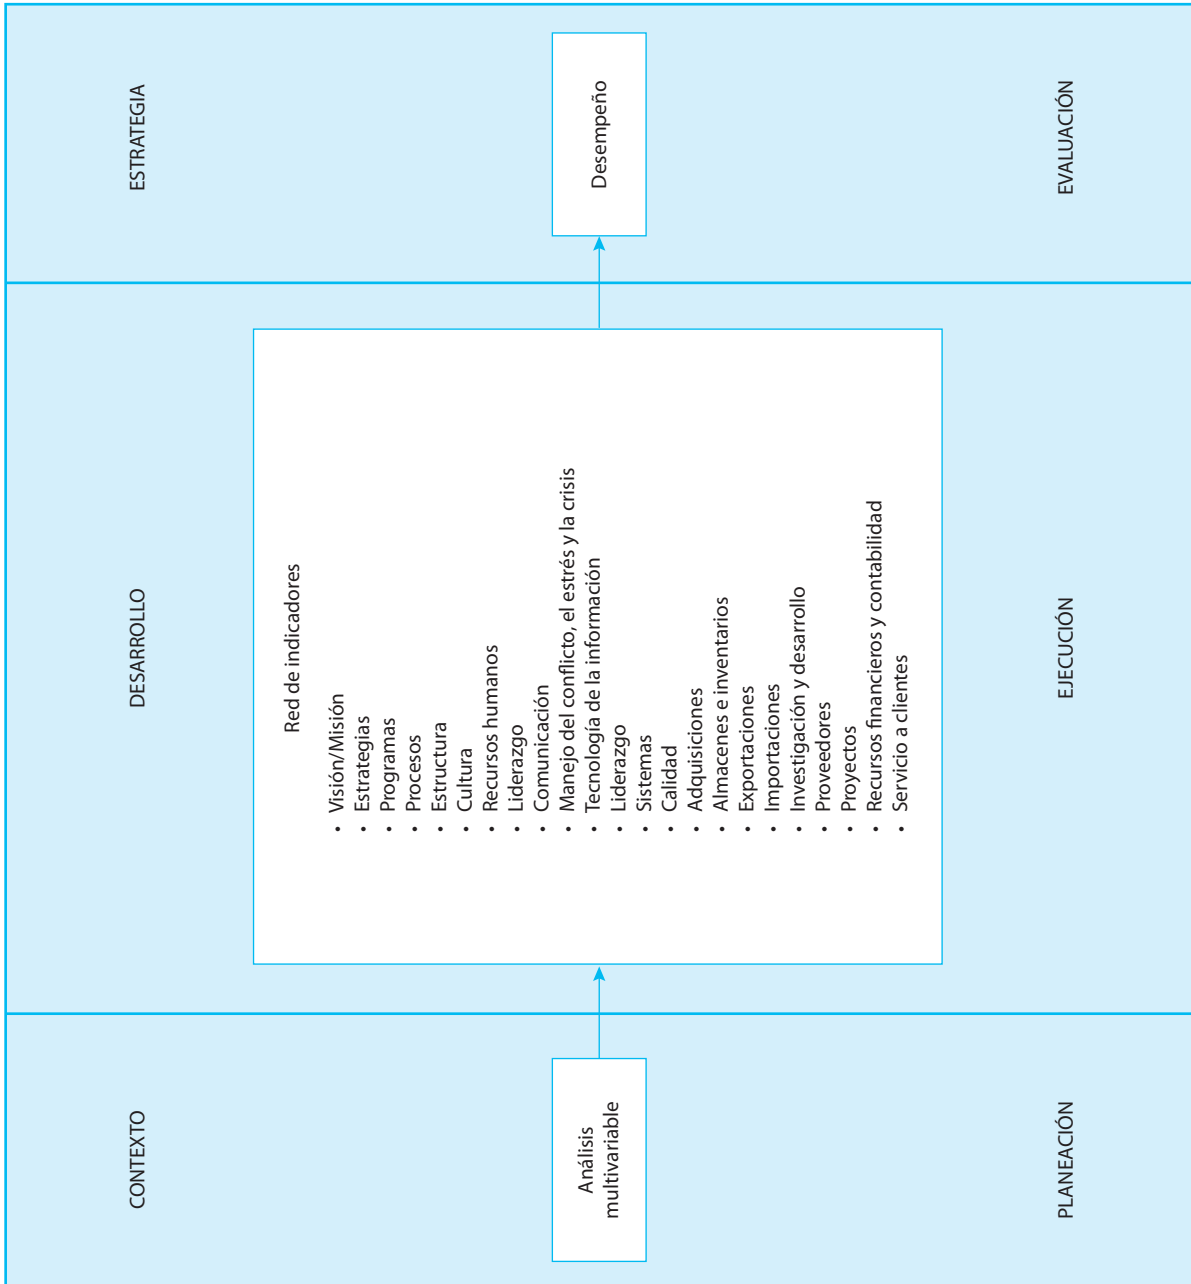 CONTEXTO
DESARROLLO
ESTRATEGIA
Análisis
multivariable
Red de indicadores
• Visión/Misión
• Estrategias
• Programas
• Procesos
• Estructura
• Cultura
• Recursos humanos
• Liderazgo
• Comunicación
• Manejo del conflicto, el estrés y la crisis
• Tecnología de la información
• Liderazgo
• Sistemas
• Calidad
• Adquisiciones
• Almacenes e inventarios
• Exportaciones
• Importaciones
• Investigación y desarrollo
• Proveedores
• Proyectos
• Recursos financieros y contabilidad
• Servicio a clientes
Desempeño
PLANEACIÓN
EJECUCIÓN
EVALUACIÓN